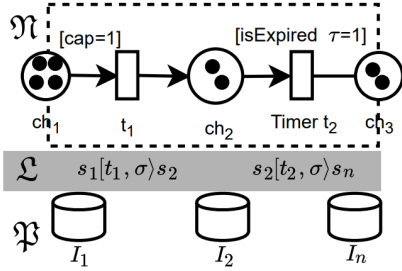 𝔑 [cap=1] [isExpired τ=1]
ch₁ t₁ ch₂ Timer t₂ ch₃
𝔏 s₁[t₁, σ⟩s₂ s₂[t₂, σ⟩sₙ
𝔓
I₁ I₂ Iₙ